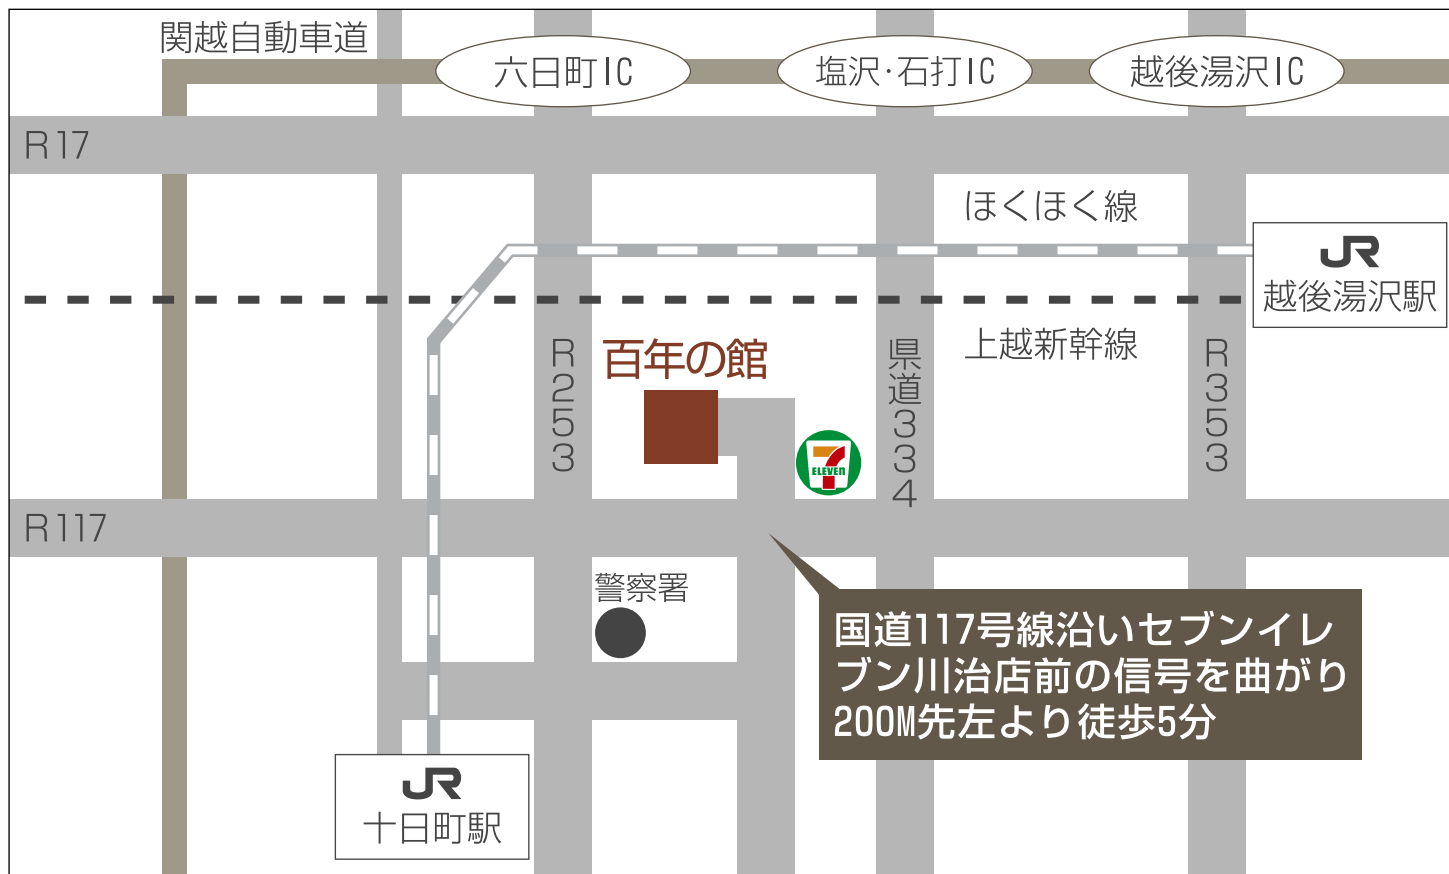 関越自動車道
六日町IC
塩沢・石打IC
越後湯沢IC
R17
ほくほく線
JR
越後湯沢駅
上越新幹線
百年の館
R253
県道334
R353
7
ELEVEN
R117
警察署
国道117号線沿いセブンイレ
ブン川治店前の信号を曲がり
200M先左より徒歩5分
JR
十日町駅